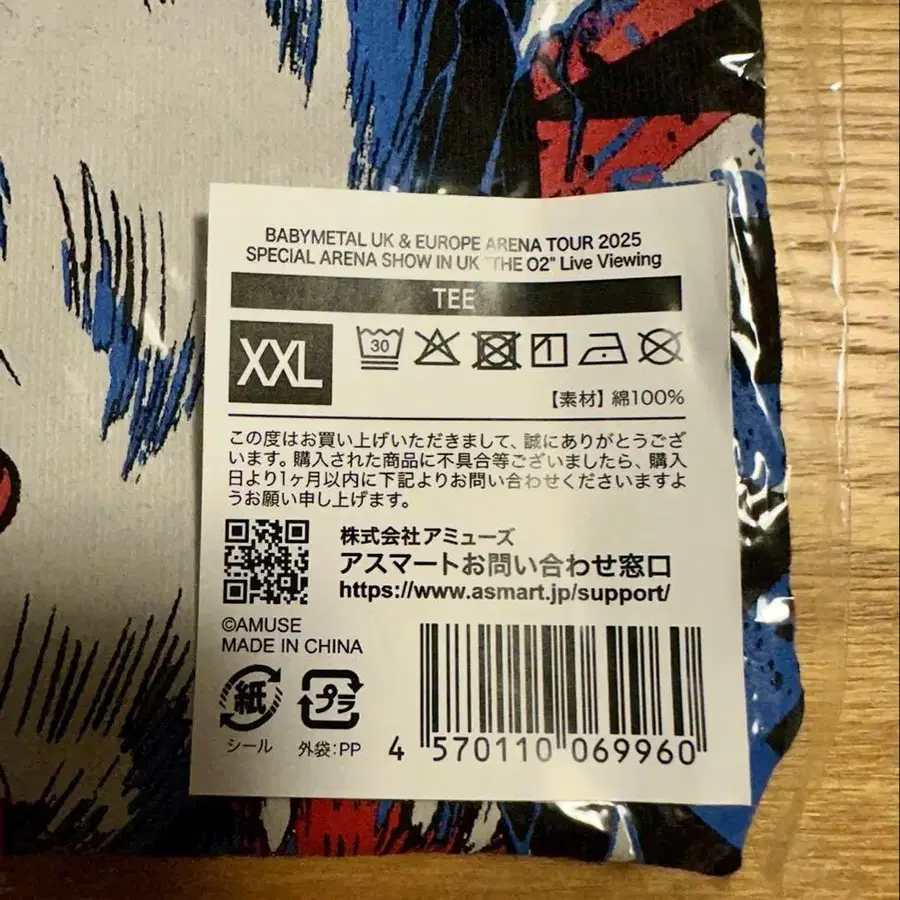 BABYMETAL UK & EUROPE ARENA TOUR 2025
SPECIAL ARENA SHOW IN UK "THE O2" Live Viewing
TEE
XXL
30
【素材】綿100%
この度はお買い上げいただきまして、誠にありがとうござ
います。購入された商品に不具合等ございましたら、購入
日より1ヶ月以内に下記よりお問い合わせくださいますよ
うお願い申し上げます。
株式会社アミューズ
アスマートお問い合わせ窓口
https://www.asmart.jp/support/
©AMUSE
MADE IN CHINA
紙 プラ
シール 外袋:PP
4 570110 069960